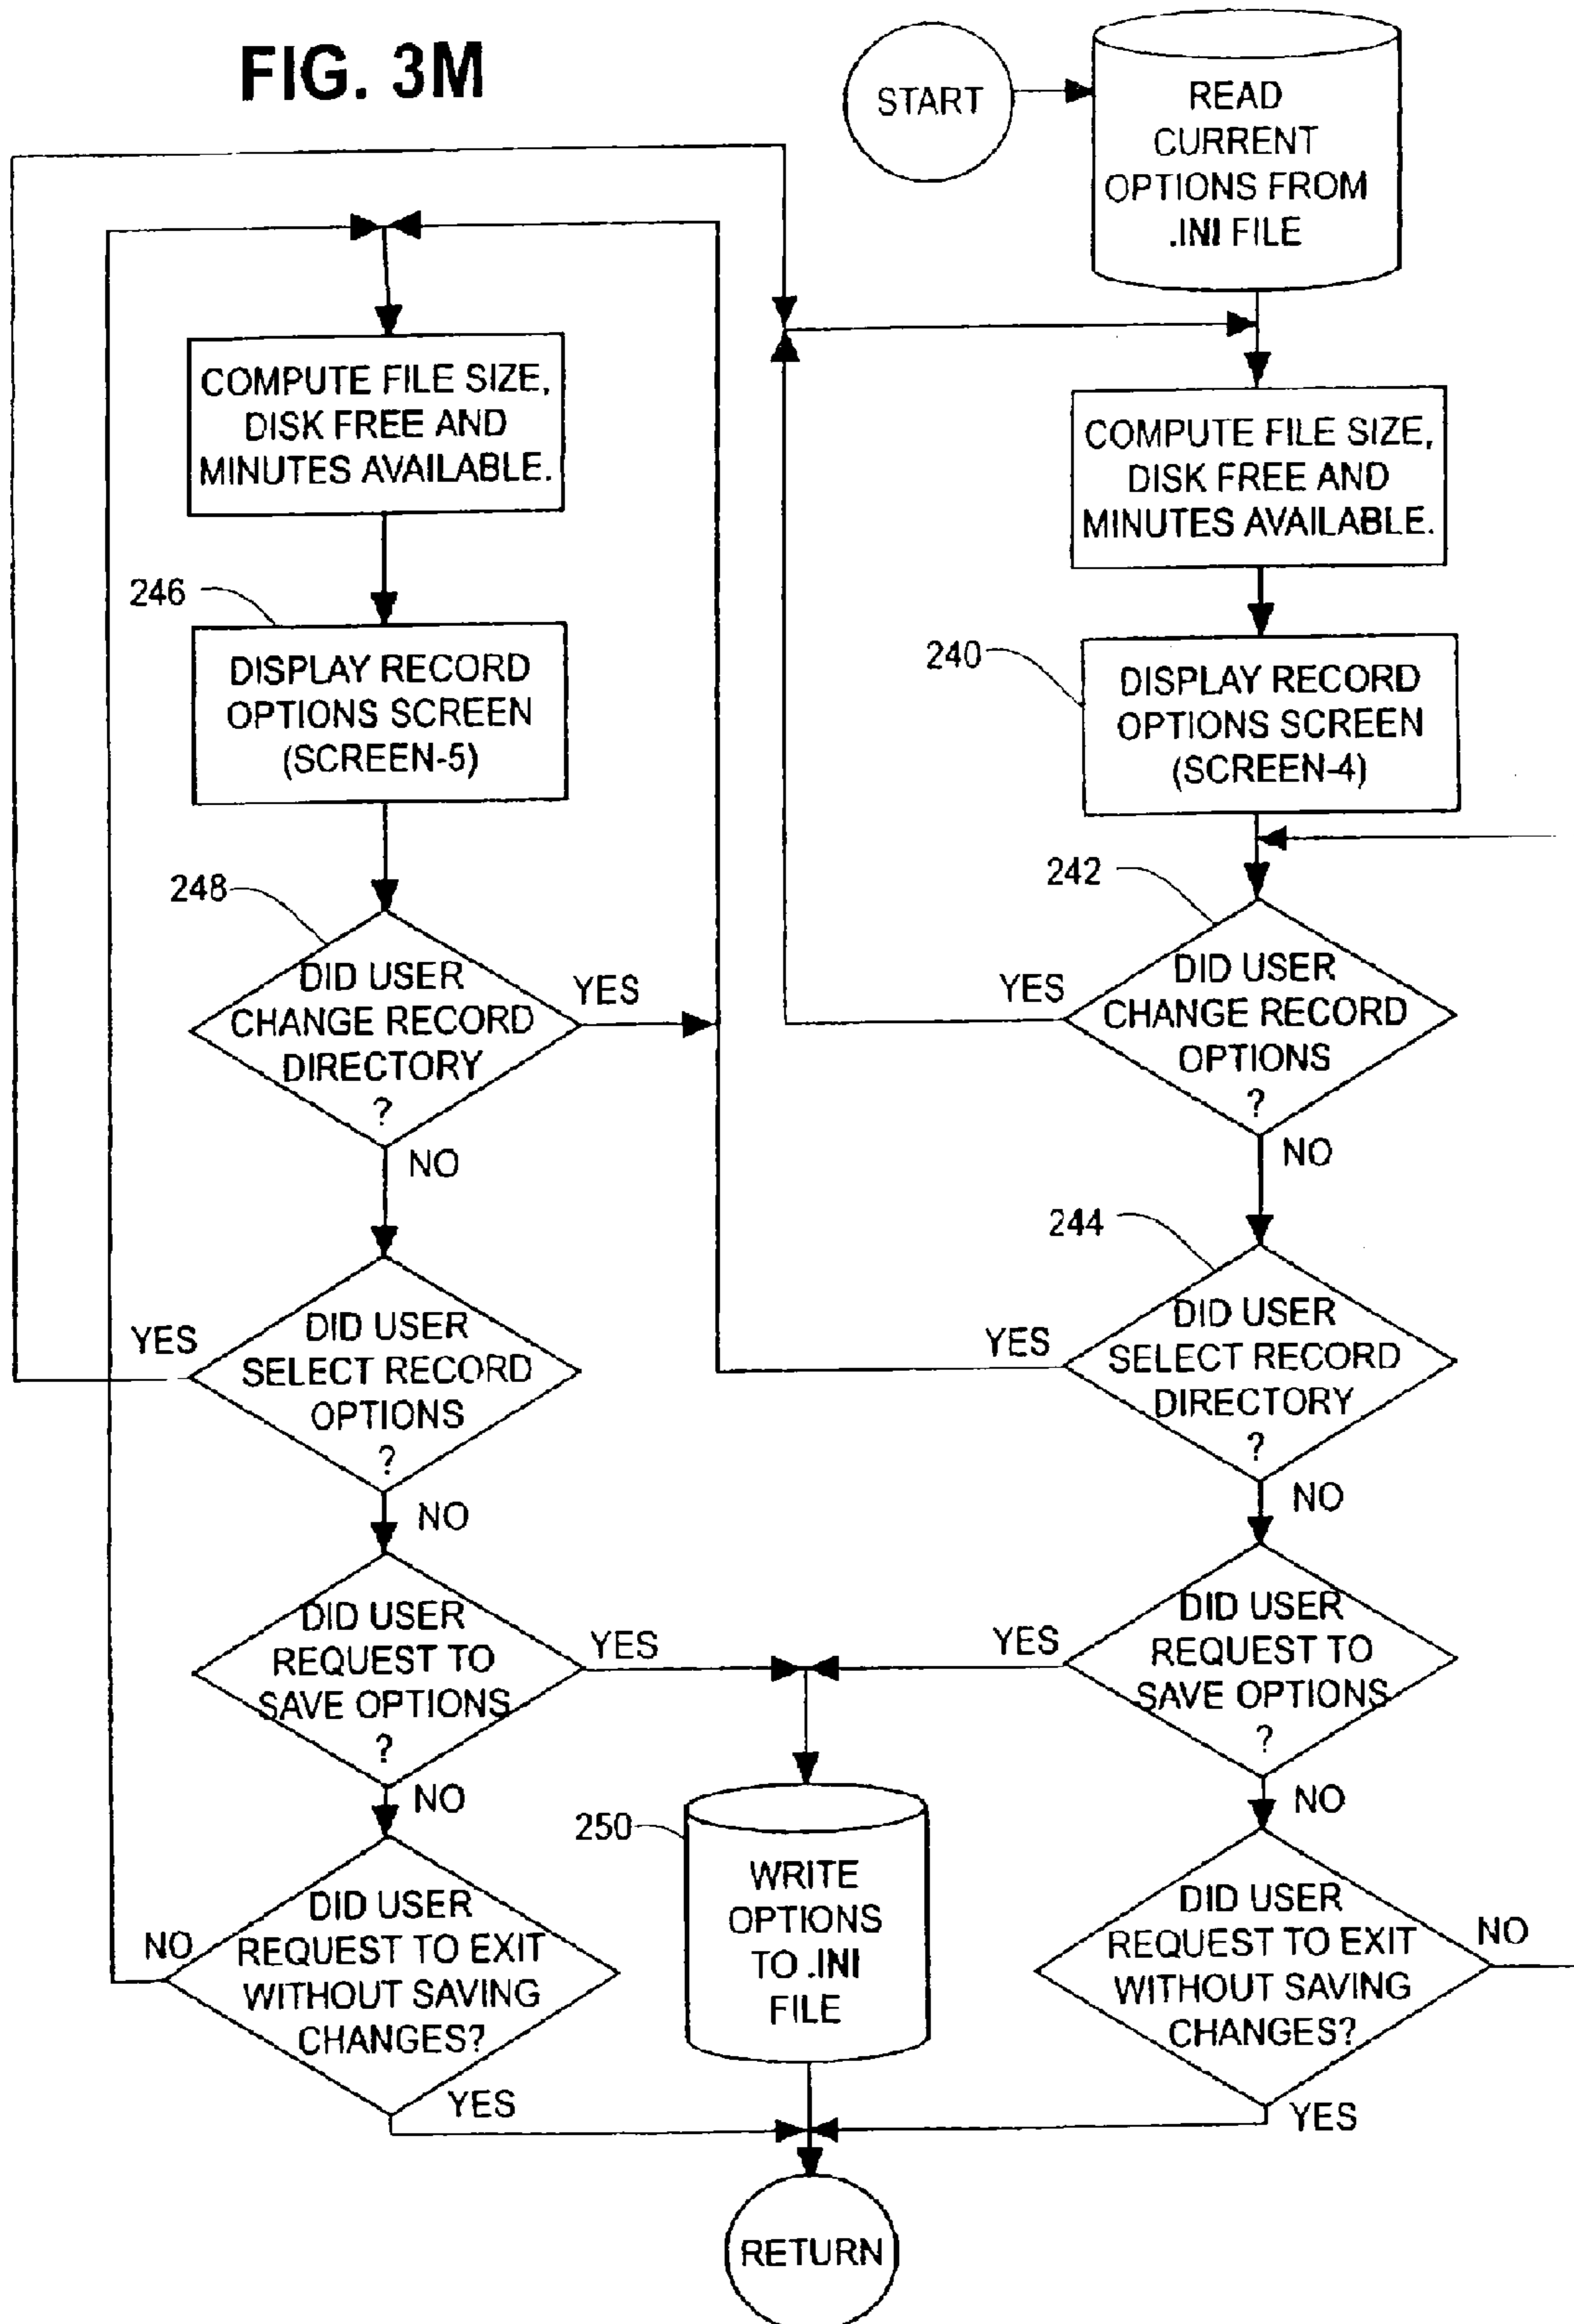 FIG. 3M
START
READ
CURRENT
OPTIONS FROM
.INI FILE
COMPUTE FILE SIZE,
DISK FREE AND
MINUTES AVAILABLE.
246
DISPLAY RECORD
OPTIONS SCREEN
(SCREEN-5)
248
DID USER
CHANGE RECORD
DIRECTORY
?
YES
NO
DID USER
SELECT RECORD
OPTIONS
?
YES
NO
DID USER
REQUEST TO
SAVE OPTIONS
?
YES
NO
DID USER
REQUEST TO EXIT
WITHOUT SAVING
CHANGES?
NO
YES
COMPUTE FILE SIZE,
DISK FREE AND
MINUTES AVAILABLE.
240
DISPLAY RECORD
OPTIONS SCREEN
(SCREEN-4)
242
DID USER
CHANGE RECORD
OPTIONS
?
YES
NO
244
DID USER
SELECT RECORD
DIRECTORY
?
YES
NO
DID USER
REQUEST TO
SAVE OPTIONS
?
YES
NO
DID USER
REQUEST TO EXIT
WITHOUT SAVING
CHANGES?
NO
YES
250
WRITE
OPTIONS
TO .INI
FILE
RETURN